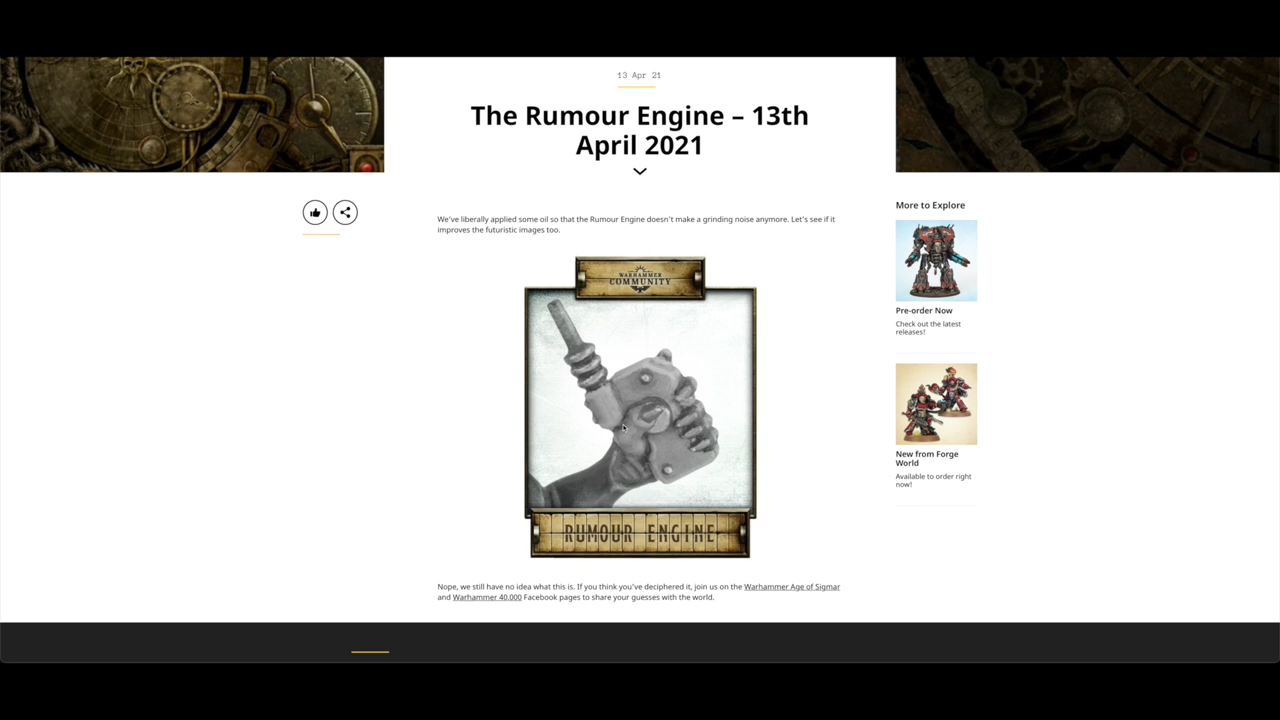 13 Apr 21
The Rumour Engine – 13th
April 2021
We've liberally applied some oil so that the Rumour Engine doesn't make a grinding noise anymore. Let's see if it
improves the futuristic images too.
WARHAMMER
COMMUNITY
RUMOUR ENGINE
Nope, we still have no idea what this is. If you think you've deciphered it, join us on the Warhammer Age of Sigmar
and Warhammer 40,000 Facebook pages to share your guesses with the world.
More to Explore
Pre-order Now
Check out the latest
releases!
New from Forge
World
Available to order right
now!